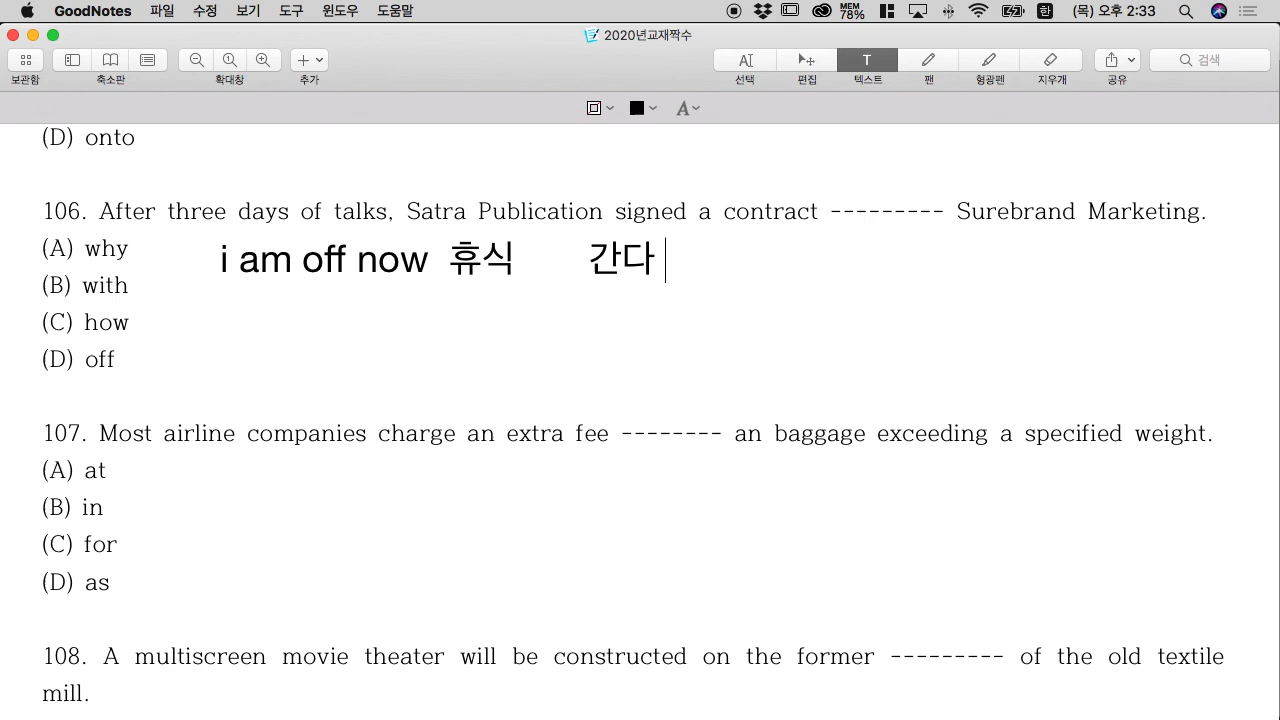 GoodNotes 파일 수정 보기 도구 윈도우 도움말 MEM 78% 한 (목) 오후 2:33
2020년교재짝수
보관함 축소판 확대창 추가 선택 편집 텍스트 펜 형광펜 지우개 공유 검색
(D) onto
106. After three days of talks, Satra Publication signed a contract --------- Surebrand Marketing.
(A) why
i am off now 휴식 간다
(B) with
(C) how
(D) off
107. Most airline companies charge an extra fee -------- an baggage exceeding a specified weight.
(A) at
(B) in
(C) for
(D) as
108. A multiscreen movie theater will be constructed on the former --------- of the old textile
mill.